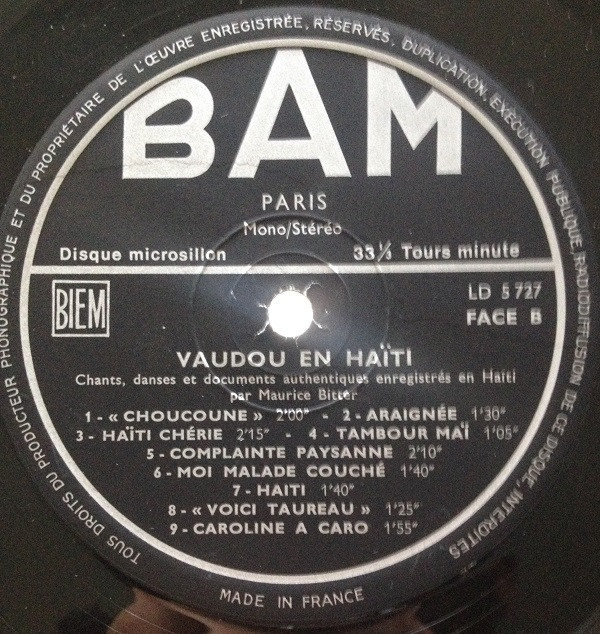 TOUS DROITS DU PRODUCTEUR PHONOGRAPHIQUE ET DU PROPRIÉTAIRE DE L'ŒUVRE ENREGISTRÉE, RÉSERVÉS. DUPLICATION, EXÉCUTION PUBLIQUE, RADIODIFFUSION DE CE DISQUE, INTERDITES
BAM
PARIS
Mono/Stéréo
Disque microsillon 33⅓ Tours minute
BIEM
LD 5727
FACE B
VAUDOU EN HAÏTI
Chants, danses et documents authentiques enregistrés en Haïti
par Maurice Bitter
1 - « CHOUCOUNE » 2'00" - 2 - ARAIGNÉE 1'30"
3 - HAÏTI CHÉRIE 2'15" - 4 - TAMBOUR MAÏ 1'05"
5 - COMPLAINTE PAYSANNE 2'10"
6 - MOI MALADE COUCHÉ 1'40"
7 - HAITI 1'40"
8 - « VOICI TAUREAU » 1'25"
9 - CAROLINE A CARO 1'55"
MADE IN FRANCE